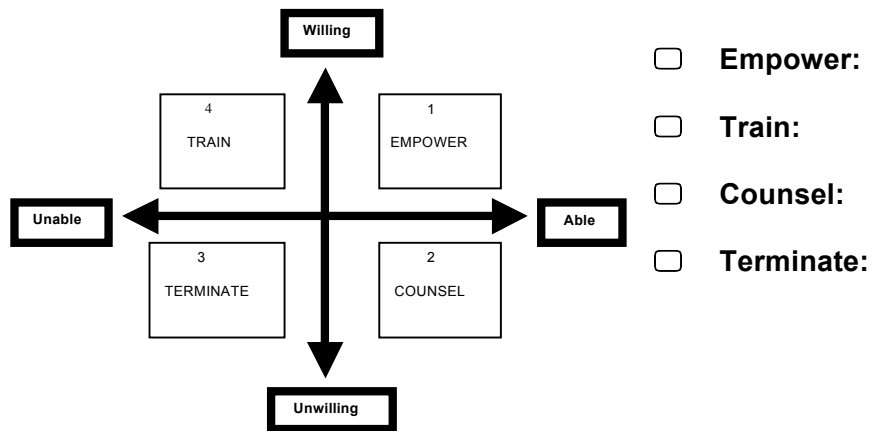 Willing
4
TRAIN
1
EMPOWER
Unable
Able
3
TERMINATE
2
COUNSEL
Unwilling
Empower:
Train:
Counsel:
Terminate: